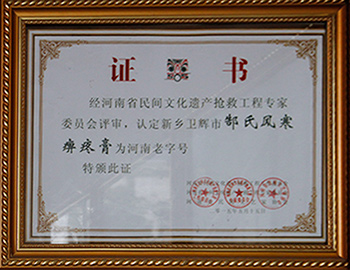 证书
经河南省民间文化遗产抢救工程专家
委员会评审，认定新乡卫辉市郜氏风寒
痹疼膏为河南老字号
特颁此证